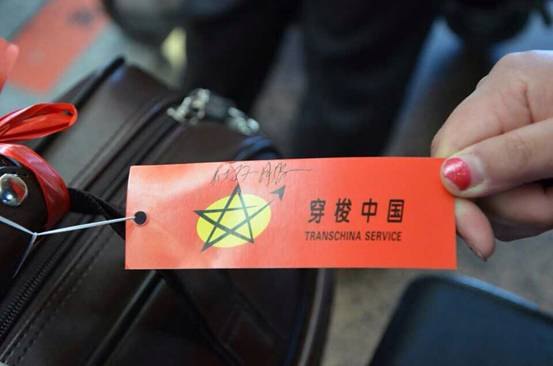 穿梭中国
TRANSCHINA SERVICE